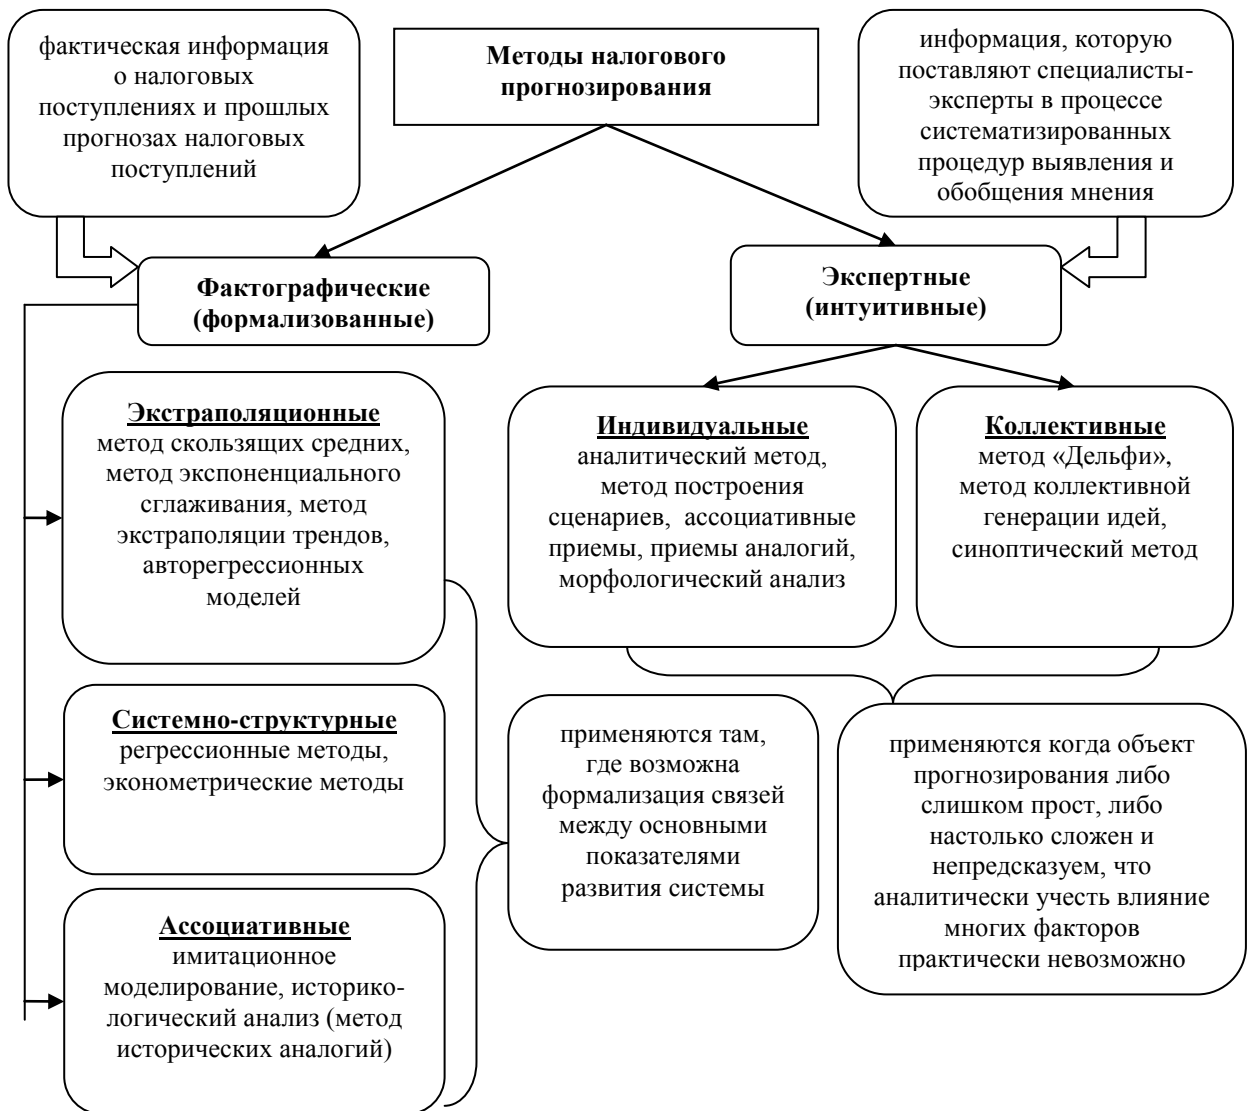 фактическая информация
о налоговых
поступлениях и прошлых
прогнозах налоговых
поступлений
Методы налогового
прогнозирования
информация, которую
поставляют специалисты-
эксперты в процессе
систематизированных
процедур выявления и
обобщения мнения
Фактографические
(формализованные)
Экспертные
(интуитивные)
Экстраполяционные
метод скользящих средних,
метод экспоненциального
сглаживания, метод
экстраполяции трендов,
авторегрессионных
моделей
Индивидуальные
аналитический метод,
метод построения
сценариев, ассоциативные
приемы, приемы аналогий,
морфологический анализ
Коллективные
метод «Дельфи»,
метод коллективной
генерации идей,
синоптический метод
Системно-структурные
регрессионные методы,
эконометрические методы
применяются там,
где возможна
формализация связей
между основными
показателями
развития системы
применяются когда объект
прогнозирования либо
слишком прост, либо
настолько сложен и
непредсказуем, что
аналитически учесть влияние
многих факторов
практически невозможно
Ассоциативные
имитационное
моделирование, историко-
логический анализ (метод
исторических аналогий)